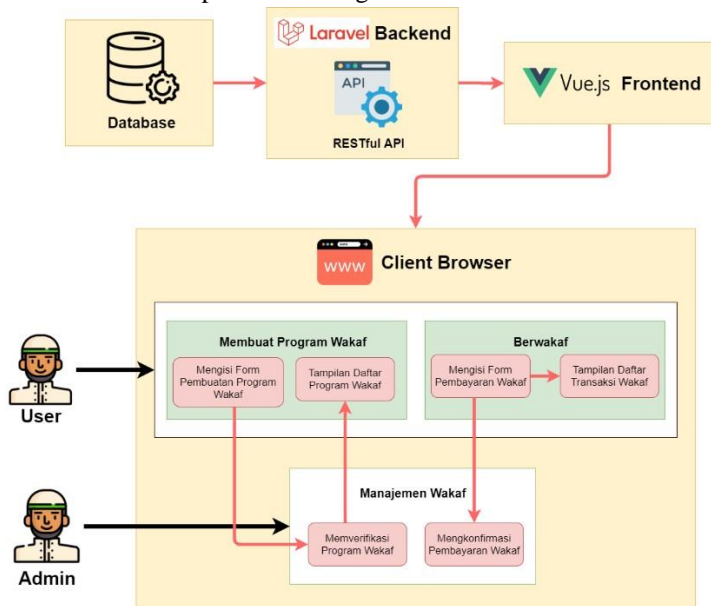 Laravel Backend
API
RESTful API
Database
Vue.js Frontend
www
Client Browser
Membuat Program Wakaf
Mengisi Form
Pembuatan Program
Wakaf
Tampilan Daftar
Program Wakaf
Berwakaf
Mengisi Form
Pembayaran Wakaf
Tampilan Daftar
Transaksi Wakaf
User
Manajemen Wakaf
Memverifikasi
Program Wakaf
Mengkonfirmasi
Pembayaran Wakaf
Admin